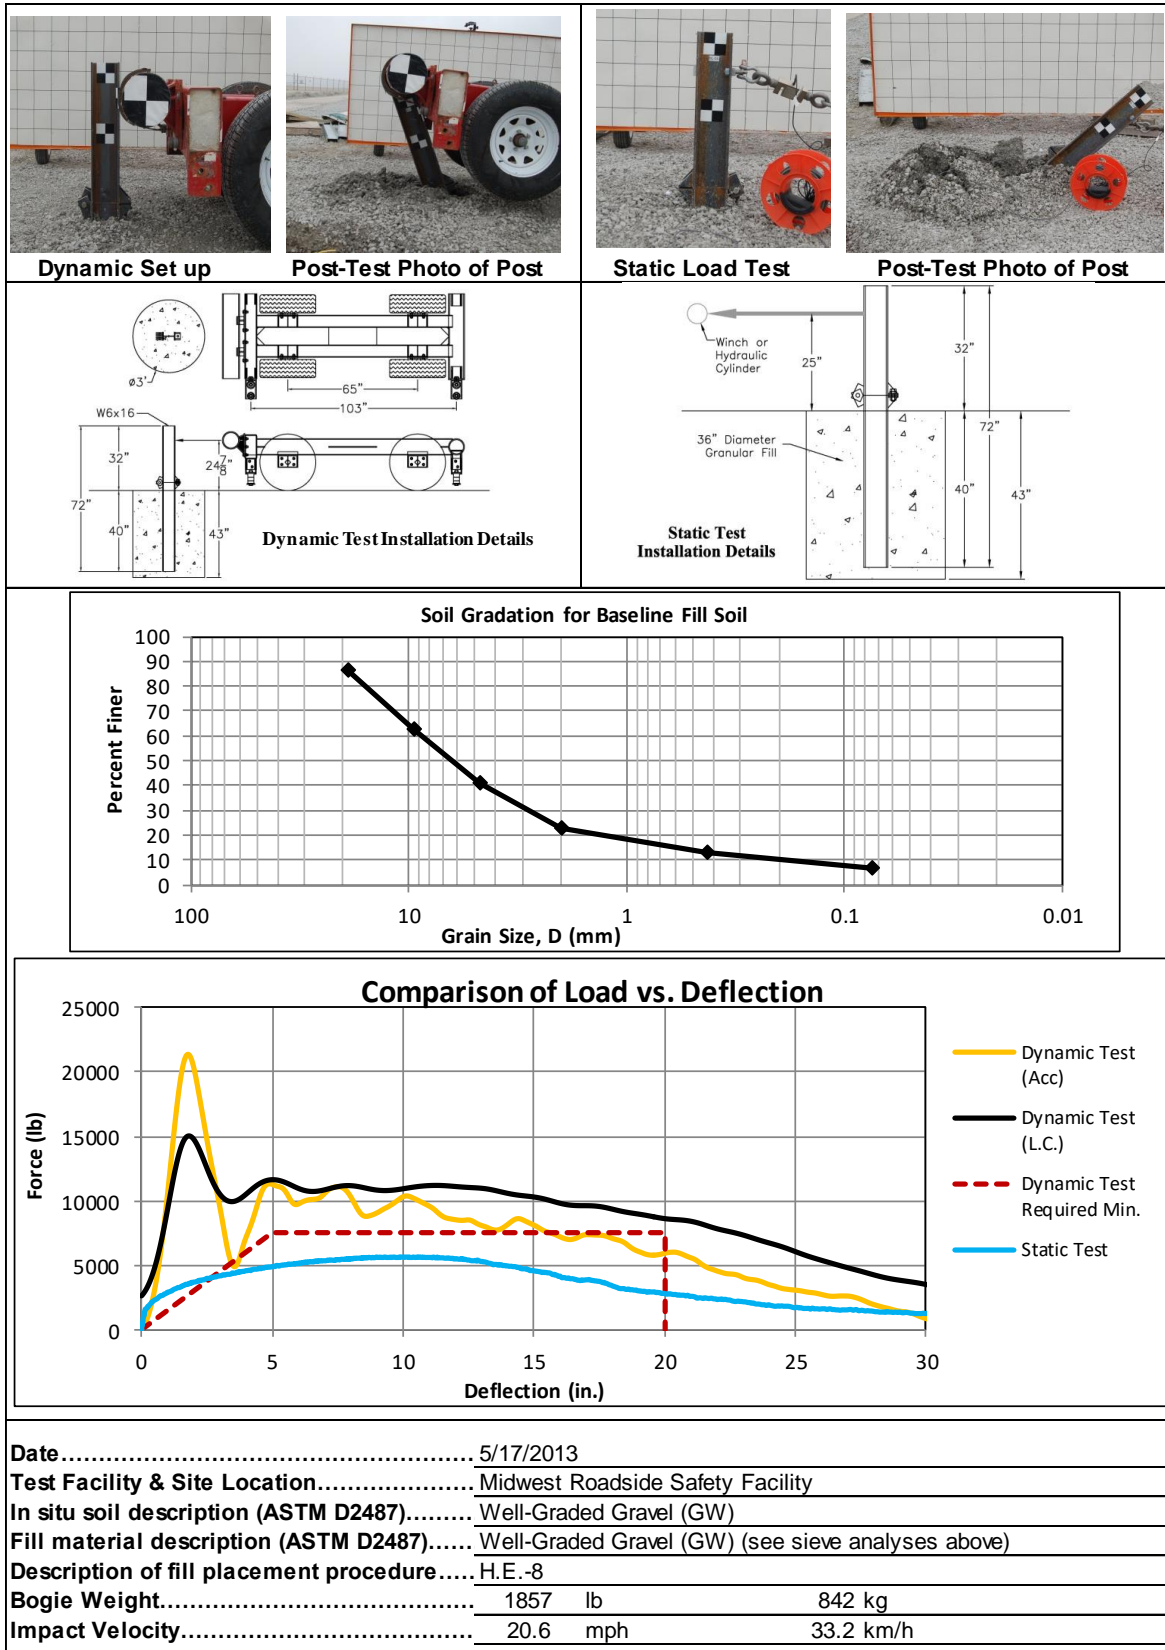 Dynamic Set up
Post-Test Photo of Post
Static Load Test
Post-Test Photo of Post
ø3'
65"
103"
W6x16
32"
24 7/8"
72"
40"
43"
Dynamic Test Installation Details
Winch or
Hydraulic
Cylinder
25"
32"
72"
36" Diameter
Granular Fill
40"
43"
Static Test
Installation Details
Soil Gradation for Baseline Fill Soil
Percent Finer
100
90
80
70
60
50
40
30
20
10
0
100
10
1
0.1
0.01
Grain Size, D (mm)
Comparison of Load vs. Deflection
Force (lb)
25000
20000
15000
10000
5000
0
0
5
10
15
20
25
30
Deflection (in.)
Dynamic Test
(Acc)
Dynamic Test
(L.C.)
Dynamic Test
Required Min.
Static Test
Date....................................................... 5/17/2013
Test Facility & Site Location..................... Midwest Roadside Safety Facility
In situ soil description (ASTM D2487)......... Well-Graded Gravel (GW)
Fill material description (ASTM D2487)...... Well-Graded Gravel (GW) (see sieve analyses above)
Description of fill placement procedure..... H.E.-8
Bogie Weight.......................................... 1857 lb 842 kg
Impact Velocity....................................... 20.6 mph 33.2 km/h